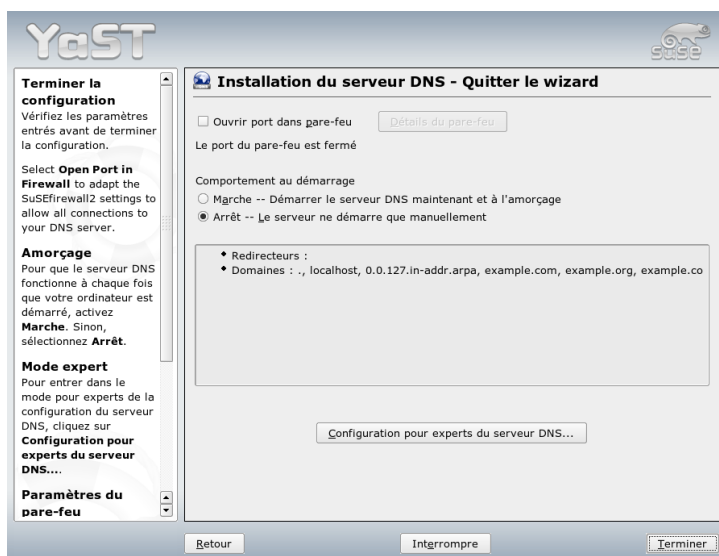 YaST
SUSE
Terminer la
configuration
Vérifiez les paramètres
entrés avant de terminer
la configuration.
Select Open Port in
Firewall to adapt the
SuSEfirewall2 settings to
allow all connections to
your DNS server.
Amorçage
Pour que le serveur DNS
fonctionne à chaque fois
que votre ordinateur est
démarré, activez
Marche. Sinon,
sélectionnez Arrêt.
Mode expert
Pour entrer dans le
mode pour experts de la
configuration du serveur
DNS, cliquez sur
Configuration pour
experts du serveur
DNS....
Paramètres du
pare-feu
Installation du serveur DNS - Quitter le wizard
Ouvrir port dans pare-feu
Détails du pare-feu
Le port du pare-feu est fermé
Comportement au démarrage
Marche -- Démarrer le serveur DNS maintenant et à l'amorçage
Arrêt -- Le serveur ne démarre que manuellement
Redirecteurs :
Domaines : ., localhost, 0.0.127.in-addr.arpa, example.com, example.org, example.co
Configuration pour experts du serveur DNS...
Retour
Interrompre
Terminer